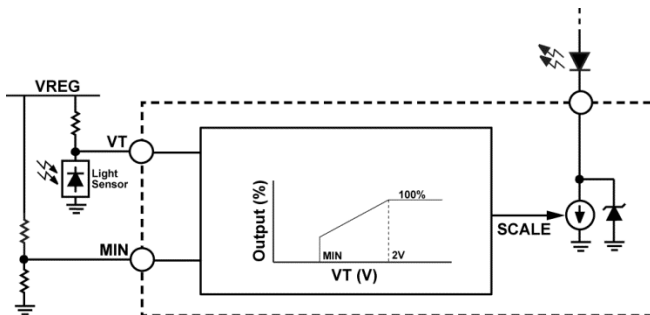 VREG
VT
Light
Sensor
MIN
Output (%)
100%
MIN
2V
VT (V)
SCALE